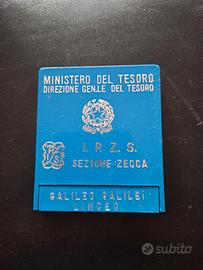 MINISTERO DEL TESORO
DIREZIONE GEN.LE DEL TESORO
I. P. Z. S.
SEZIONE ZECCA
GALILEO GALILEI
LINCEO
subito